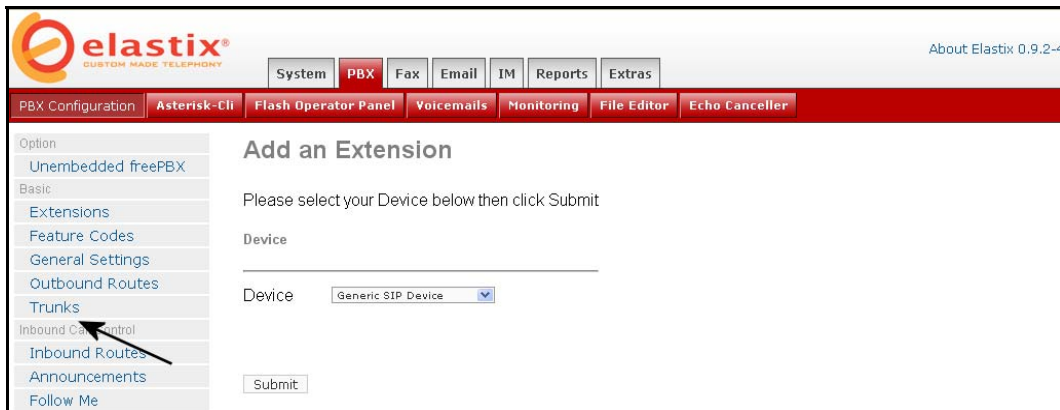 elastix®
CUSTOM MADE TELEPHONY
About Elastix 0.9.2-4
System PBX Fax Email IM Reports Extras
PBX Configuration Asterisk-Cli Flash Operator Panel Voicemails Monitoring File Editor Echo Canceller
Option
Unembedded freePBX
Basic
Extensions
Feature Codes
General Settings
Outbound Routes
Trunks
Inbound Call Control
Inbound Routes
Announcements
Follow Me
Add an Extension
Please select your Device below then click Submit
Device
Device Generic SIP Device
Submit